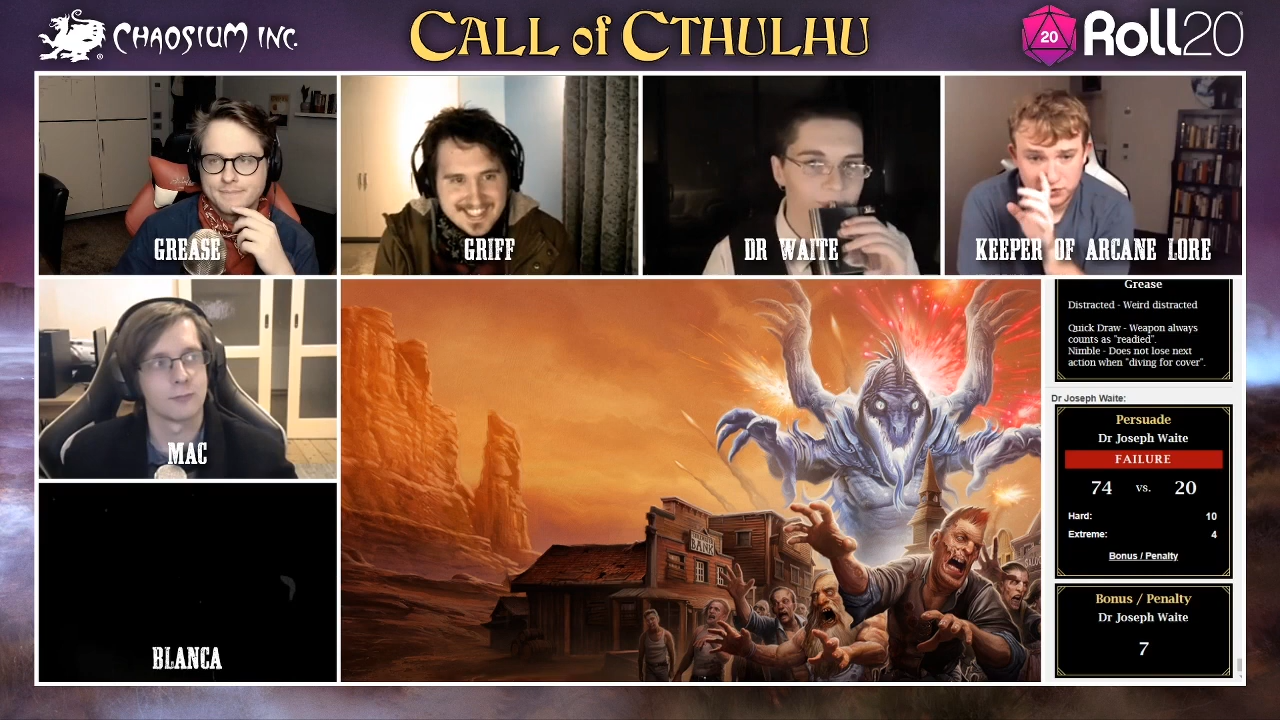 CHAOSIUM INC.
CALL of CTHULHU
20
Roll20
GREASE
GRIFF
DR WAITE
KEEPER OF ARCANE LORE
MAC
BLANCA
BANK
Grease
Distracted - Weird distracted
Quick Draw - Weapon always
counts as "readied".
Nimble - Does not lose next
action when "diving for cover".
Dr Joseph Waite:
Persuade
Dr Joseph Waite
FAILURE
74 vs. 20
Hard: 10
Extreme: 4
Bonus / Penalty
Bonus / Penalty
Dr Joseph Waite
7